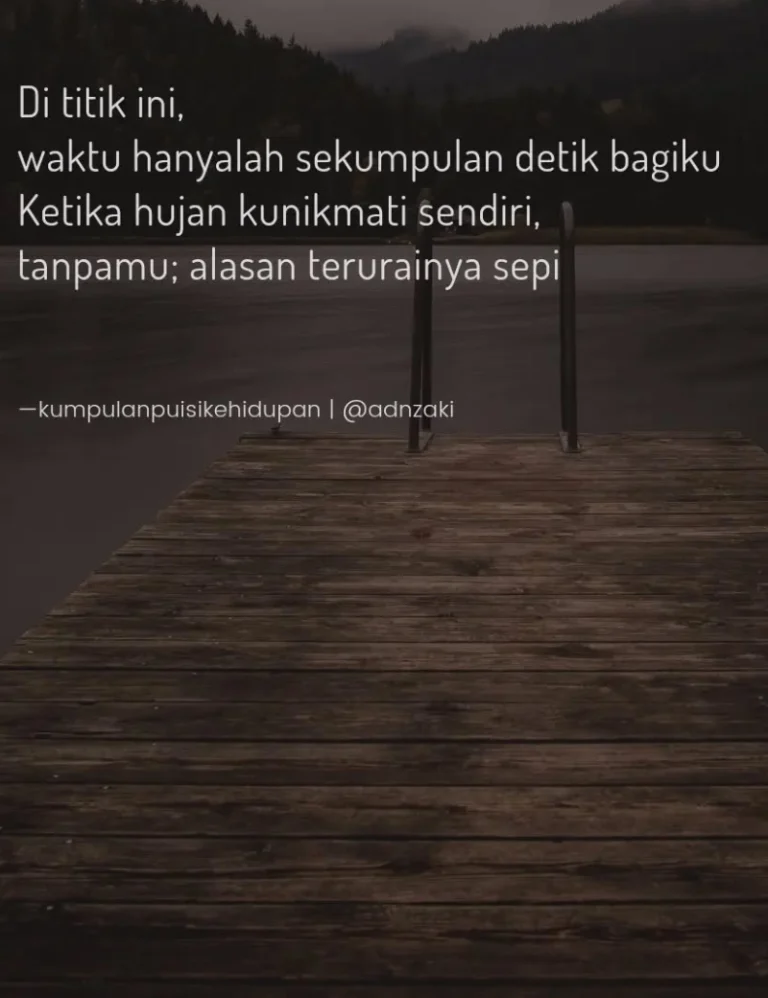 Di titik ini,
waktu hanyalah sekumpulan detik bagiku
Ketika hujan kunikmati sendiri,
tanpamu; alasan terurainya sepi
—kumpulanpuisikehidupan | @adnzaki